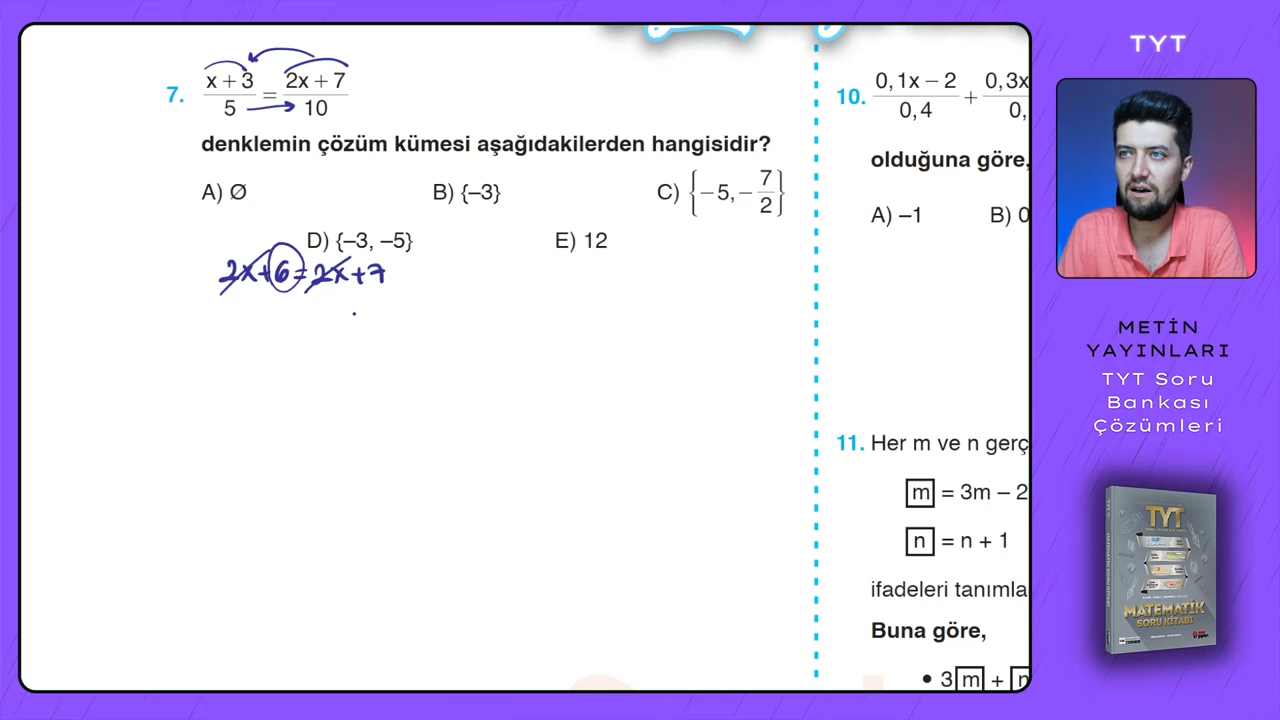 7. x + 3 / 5 = 2x + 7 / 10
denklemin çözüm kümesi aşağıdakilerden hangisidir?
A) Ø B) {–3} C) {–5, – 7/2}
D) {–3, –5} E) 12
2x+6=2x+7
10. 0,1x – 2 / 0,4 + 0,3x / 0,
olduğuna göre,
A) –1 B) 0
11. Her m ve n gerç
m = 3m – 2
n = n + 1
ifadeleri tanımla
Buna göre,
• 3 m + n
TYT
METİN
YAYINLARI
TYT Soru
Bankası
Çözümleri
TYT
MATEMATİK
SORU KİTABI